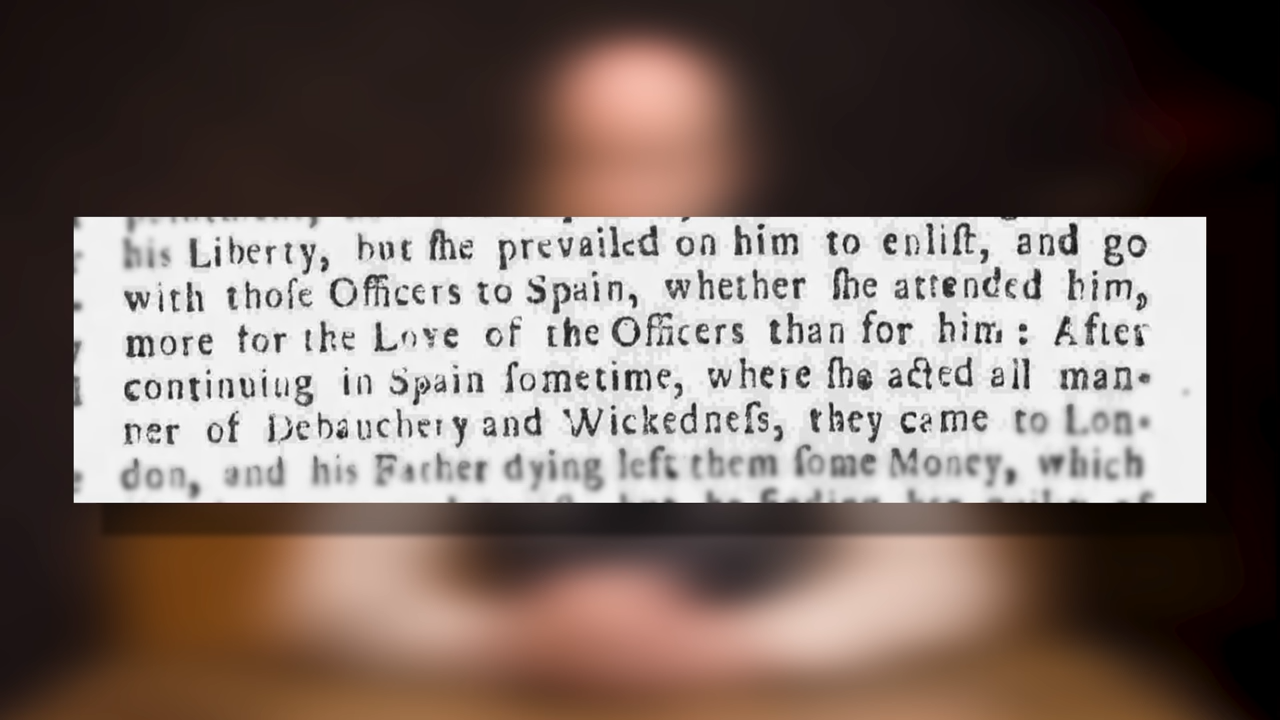 his Liberty, but ſhe prevailed on him to enliſt, and go
with thoſe Officers to Spain, whether ſhe attended him,
more for the Love of the Officers than for him : After
continuiug in Spain ſometime, where ſhe acted all man-
ner of Debauchery and Wickedneſs, they came to Lon-
don, and his Father dying left them ſome Money, which